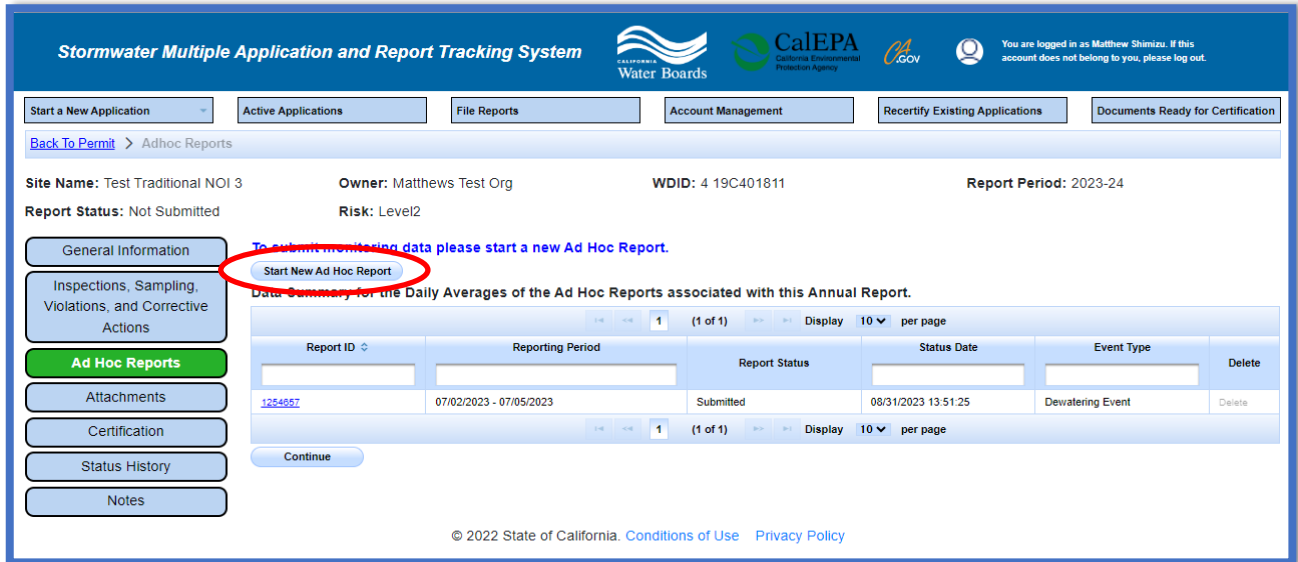 Stormwater Multiple Application and Report Tracking System
CALIFORNIA
Water Boards
CalEPA
California Environmental
Protection Agency
CA.GOV
You are logged in as Matthew Shimizu. If this
account does not belong to you, please log out.
Start a New Application
Active Applications
File Reports
Account Management
Recertify Existing Applications
Documents Ready for Certification
Back To Permit > Adhoc Reports
Site Name: Test Traditional NOI 3
Owner: Matthews Test Org
WDID: 4 19C401811
Report Period: 2023-24
Report Status: Not Submitted
Risk: Level2
General Information
Inspections, Sampling,
Violations, and Corrective
Actions
Ad Hoc Reports
Attachments
Certification
Status History
Notes
To submit monitoring data please start a new Ad Hoc Report.
Start New Ad Hoc Report
Data Summary for the Daily Averages of the Ad Hoc Reports associated with this Annual Report.
1 (1 of 1) Display 10 per page
Report ID Reporting Period Report Status Status Date Event Type Delete
1254657 07/02/2023 - 07/05/2023 Submitted 08/31/2023 13:51:25 Dewatering Event Delete
1 (1 of 1) Display 10 per page
Continue
© 2022 State of California. Conditions of Use Privacy Policy